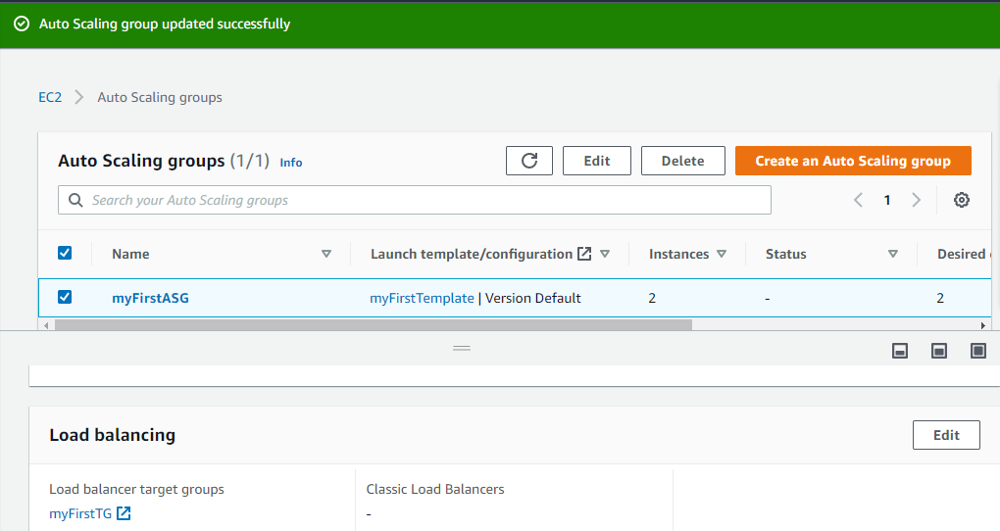 Auto Scaling group updated successfully
EC2 Auto Scaling groups
Auto Scaling groups (1/1) Info Edit Delete Create an Auto Scaling group
Search your Auto Scaling groups 1
Name Launch template/configuration Instances Status Desired
myFirstASG myFirstTemplate | Version Default 2 - 2
Load balancing Edit
Load balancer target groups Classic Load Balancers
myFirstTG -